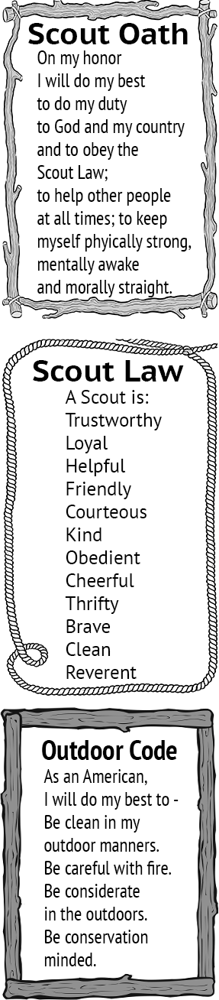 Scout Oath
On my honor
I will do my best
to do my duty
to God and my country
and to obey the
Scout Law;
to help other people
at all times; to keep
myself phyically strong,
mentally awake
and morally straight.
Scout Law
A Scout is:
Trustworthy
Loyal
Helpful
Friendly
Courteous
Kind
Obedient
Cheerful
Thrifty
Brave
Clean
Reverent
Outdoor Code
As an American,
I will do my best to -
Be clean in my
outdoor manners.
Be careful with fire.
Be considerate
in the outdoors.
Be conservation
minded.